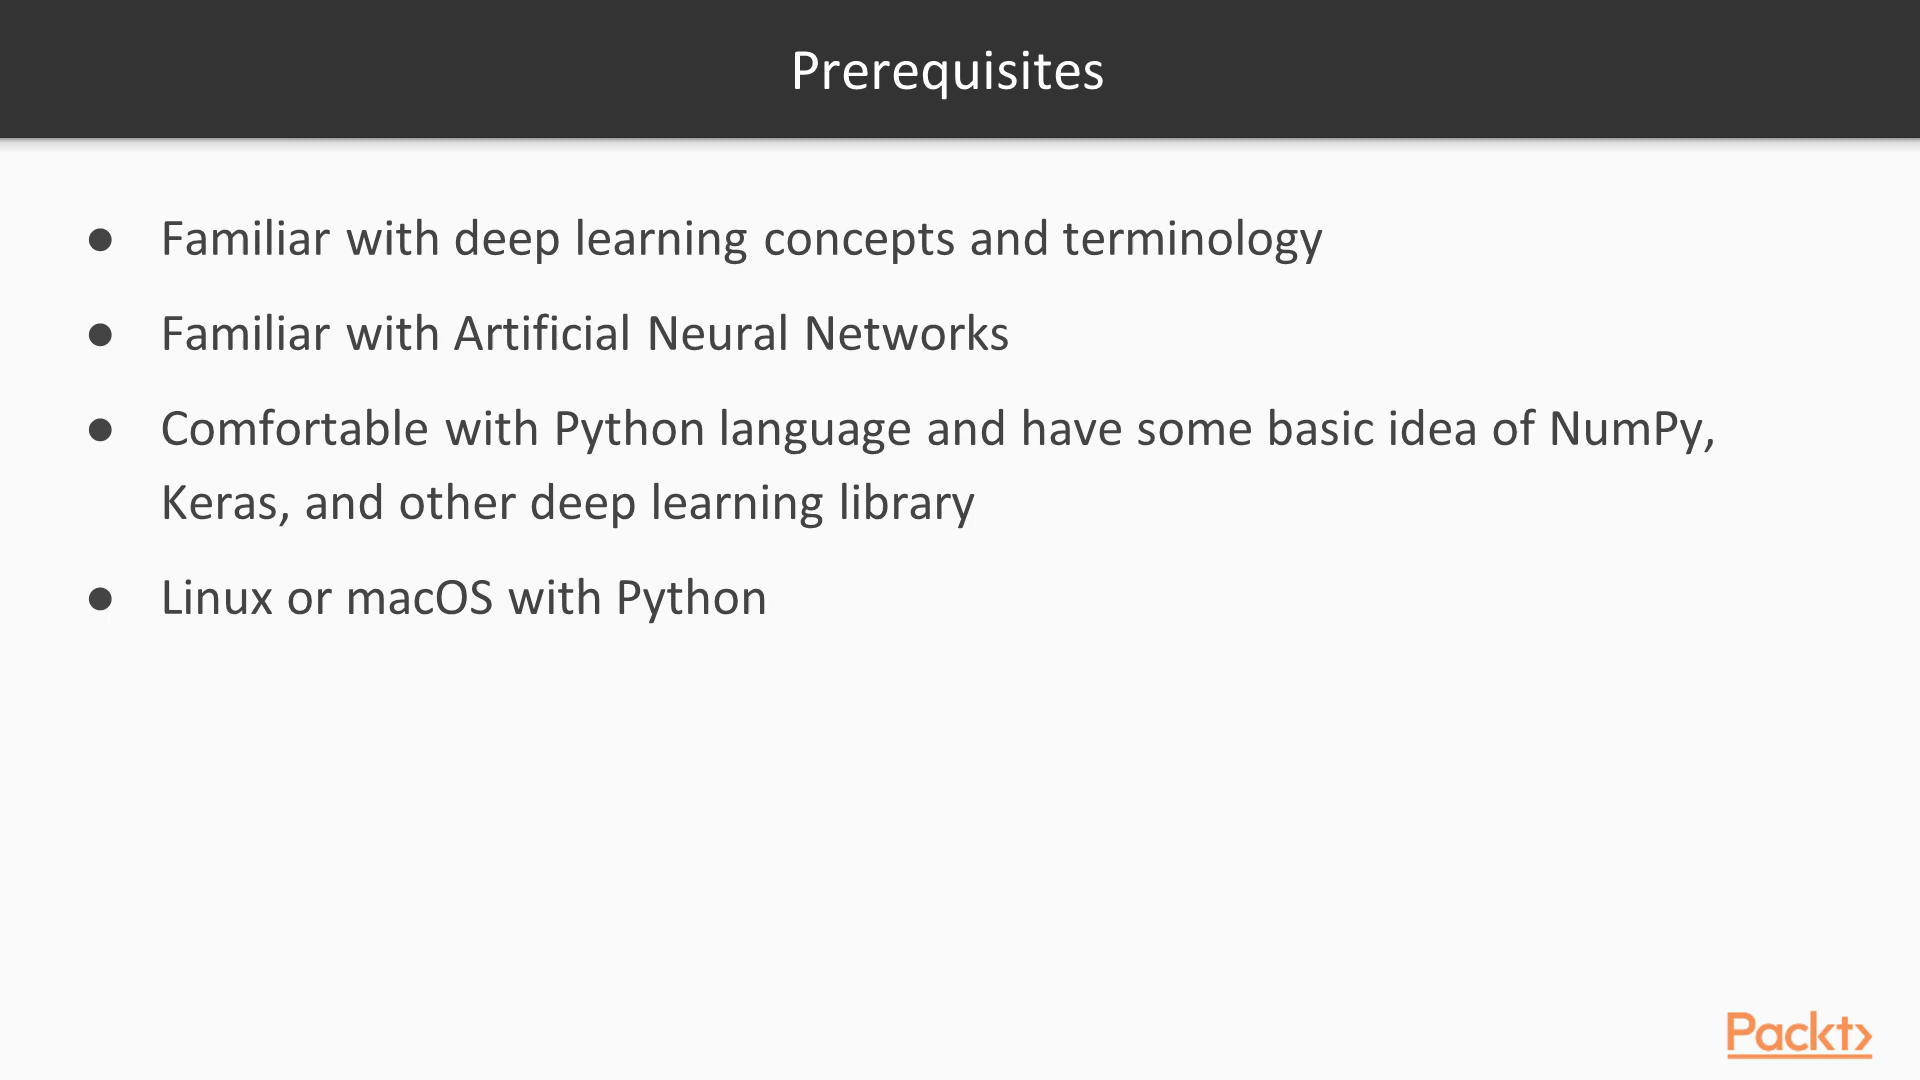 Prerequisites
● Familiar with deep learning concepts and terminology
● Familiar with Artificial Neural Networks
● Comfortable with Python language and have some basic idea of NumPy,
Keras, and other deep learning library
● Linux or macOS with Python
Packt